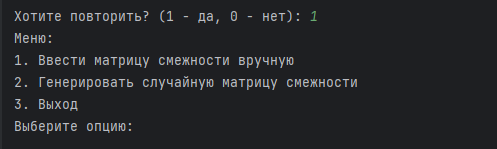 Хотите повторить? (1 - да, 0 - нет): 1
Меню:
1. Ввести матрицу смежности вручную
2. Генерировать случайную матрицу смежности
3. Выход
Выберите опцию: